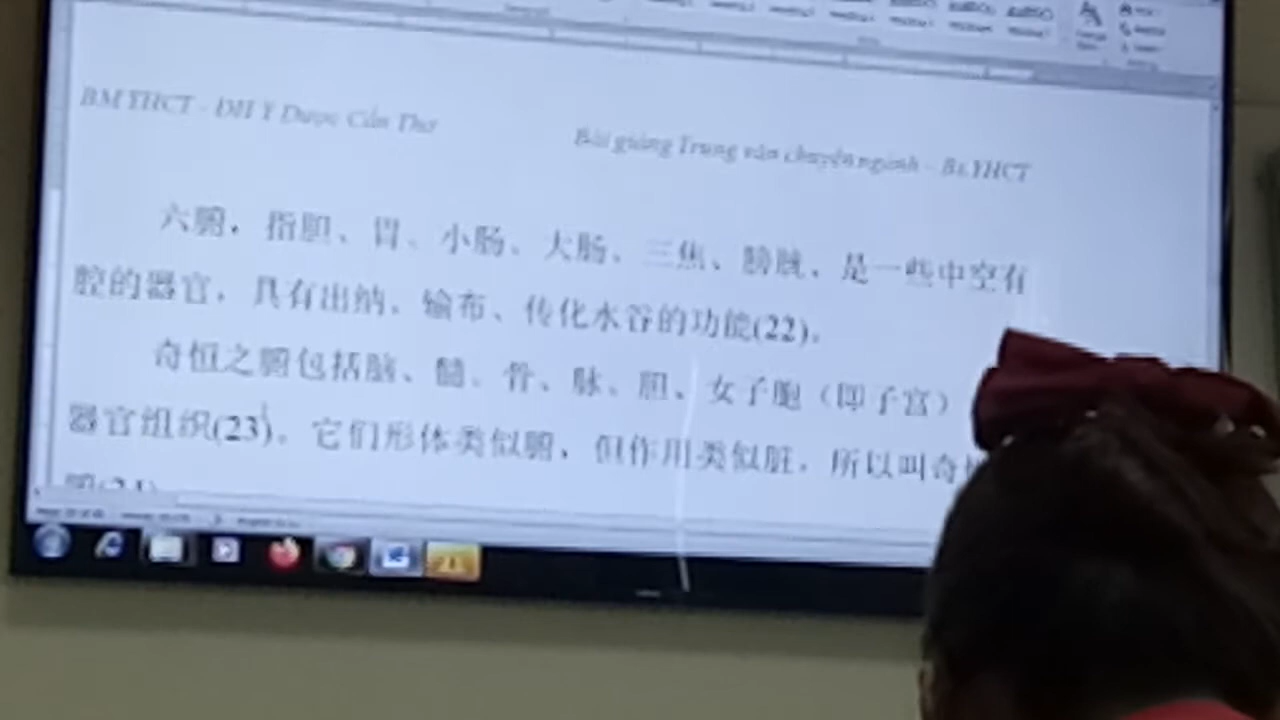 BM YHCT - ĐH Y Dược Cần Thơ
Bài giảng Trung văn chuyên ngành - Bs.YHCT
六腑，指胆、胃、小肠、大肠、三焦、膀胱，是一些中空有
腔的器官，具有出纳、输布、传化水谷的功能(22)。
奇恒之腑包括脑、髓、骨、脉、胆、女子胞（即子宫）
器官组织(23)。它们形体类似腑，但作用类似脏，所以叫奇恒
腑(24)